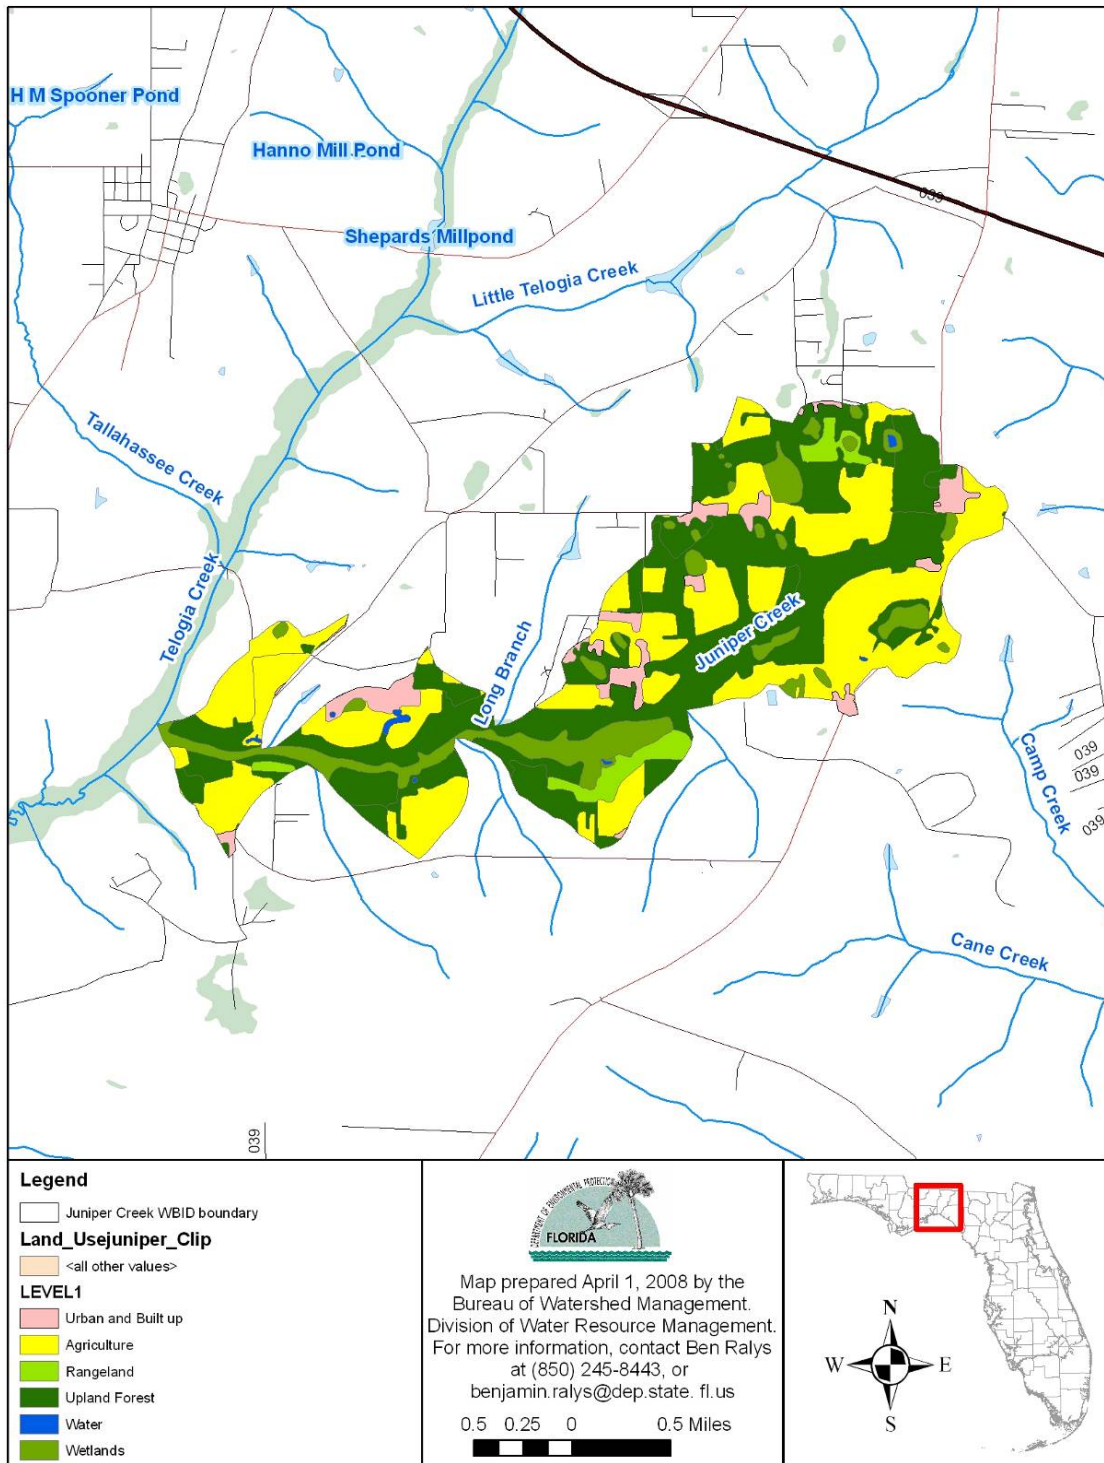 H M Spooner Pond
Hanno Mill Pond
039
Shepards Millpond
Little Telogia Creek
Tallahassee Creek
Telogia Creek
Long Branch
Juniper Creek
Camp Creek
039
039
039
Cane Creek
039
Legend
Juniper Creek WBID boundary
Land_Usejuniper_Clip
<all other values>
LEVEL1
Urban and Built up
Agriculture
Rangeland
Upland Forest
Water
Wetlands
DEPARTMENT OF ENVIRONMENTAL PROTECTION
FLORIDA
Map prepared April 1, 2008 by the
Bureau of Watershed Management.
Division of Water Resource Management.
For more information, contact Ben Ralys
at (850) 245-8443, or
benjamin.ralys@dep.state. fl.us
0.5 0.25 0 0.5 Miles
N
W E
S